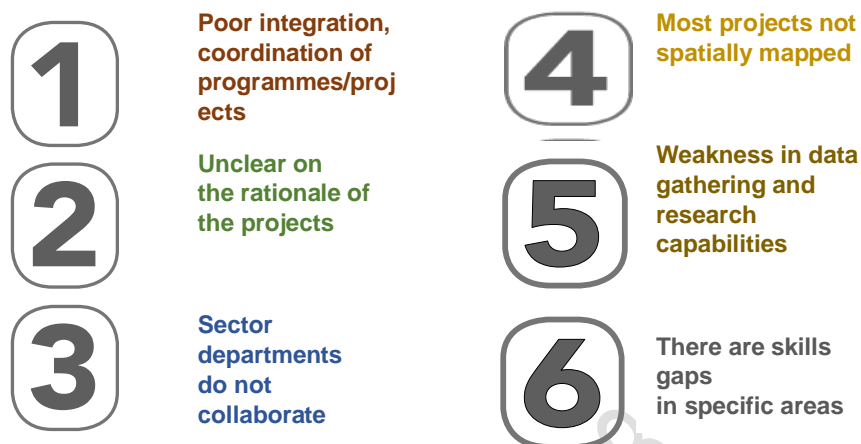 1
Poor integration,
coordination of
programmes/proj
ects
2
Unclear on
the rationale of
the projects
3
Sector
departments
do not
collaborate
4
Most projects not
spatially mapped
5
Weakness in data
gathering and
research
capabilities
6
There are skills
gaps
in specific areas